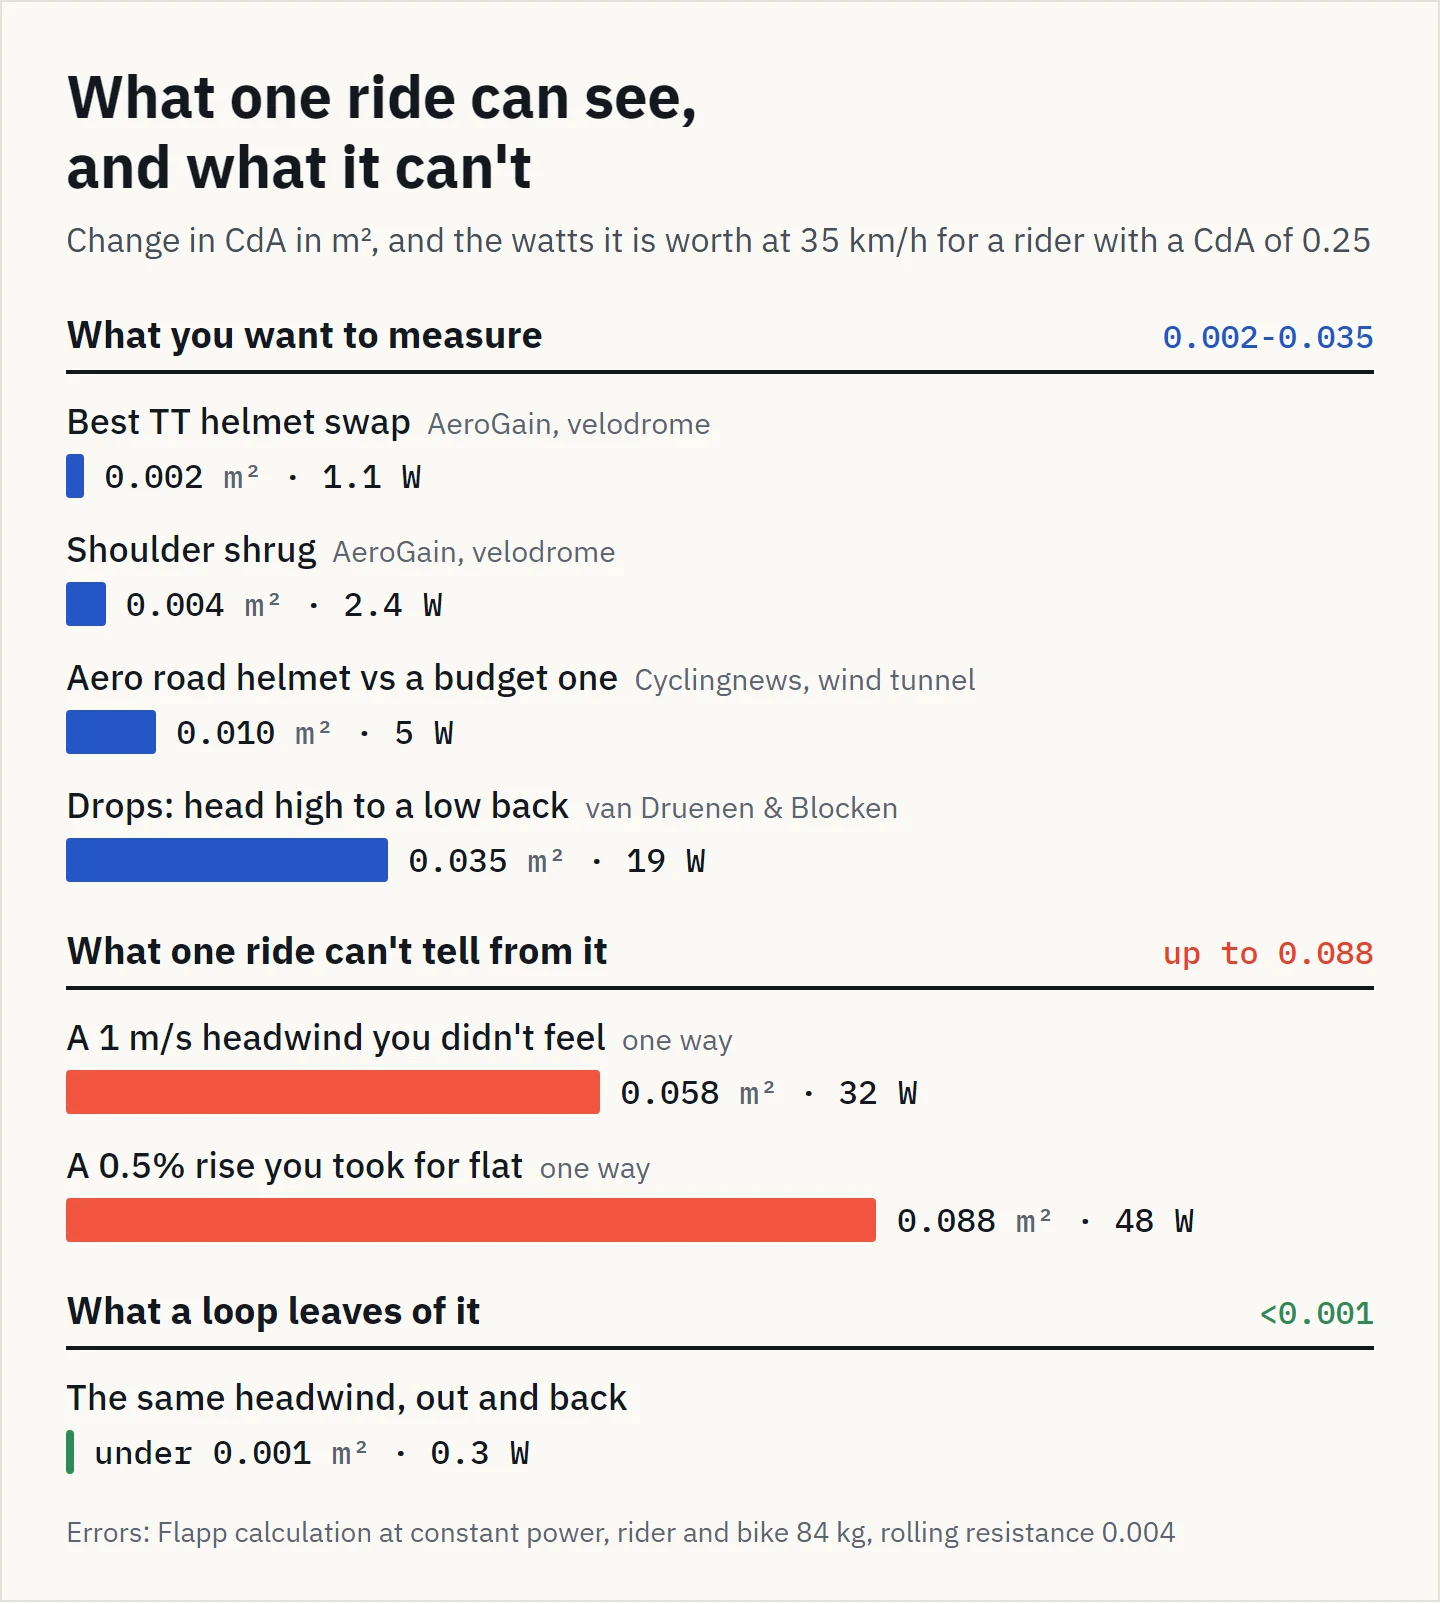 What one ride can see,
and what it can't
Change in CdA in m², and the watts it is worth at 35 km/h for a rider with a CdA of 0.25
What you want to measure 0.002-0.035
Best TT helmet swap AeroGain, velodrome
0.002 m² · 1.1 W
Shoulder shrug AeroGain, velodrome
0.004 m² · 2.4 W
Aero road helmet vs a budget one Cyclingnews, wind tunnel
0.010 m² · 5 W
Drops: head high to a low back van Druenen & Blocken
0.035 m² · 19 W
What one ride can't tell from it up to 0.088
A 1 m/s headwind you didn't feel one way
0.058 m² · 32 W
A 0.5% rise you took for flat one way
0.088 m² · 48 W
What a loop leaves of it <0.001
The same headwind, out and back
under 0.001 m² · 0.3 W
Errors: Flapp calculation at constant power, rider and bike 84 kg, rolling resistance 0.004